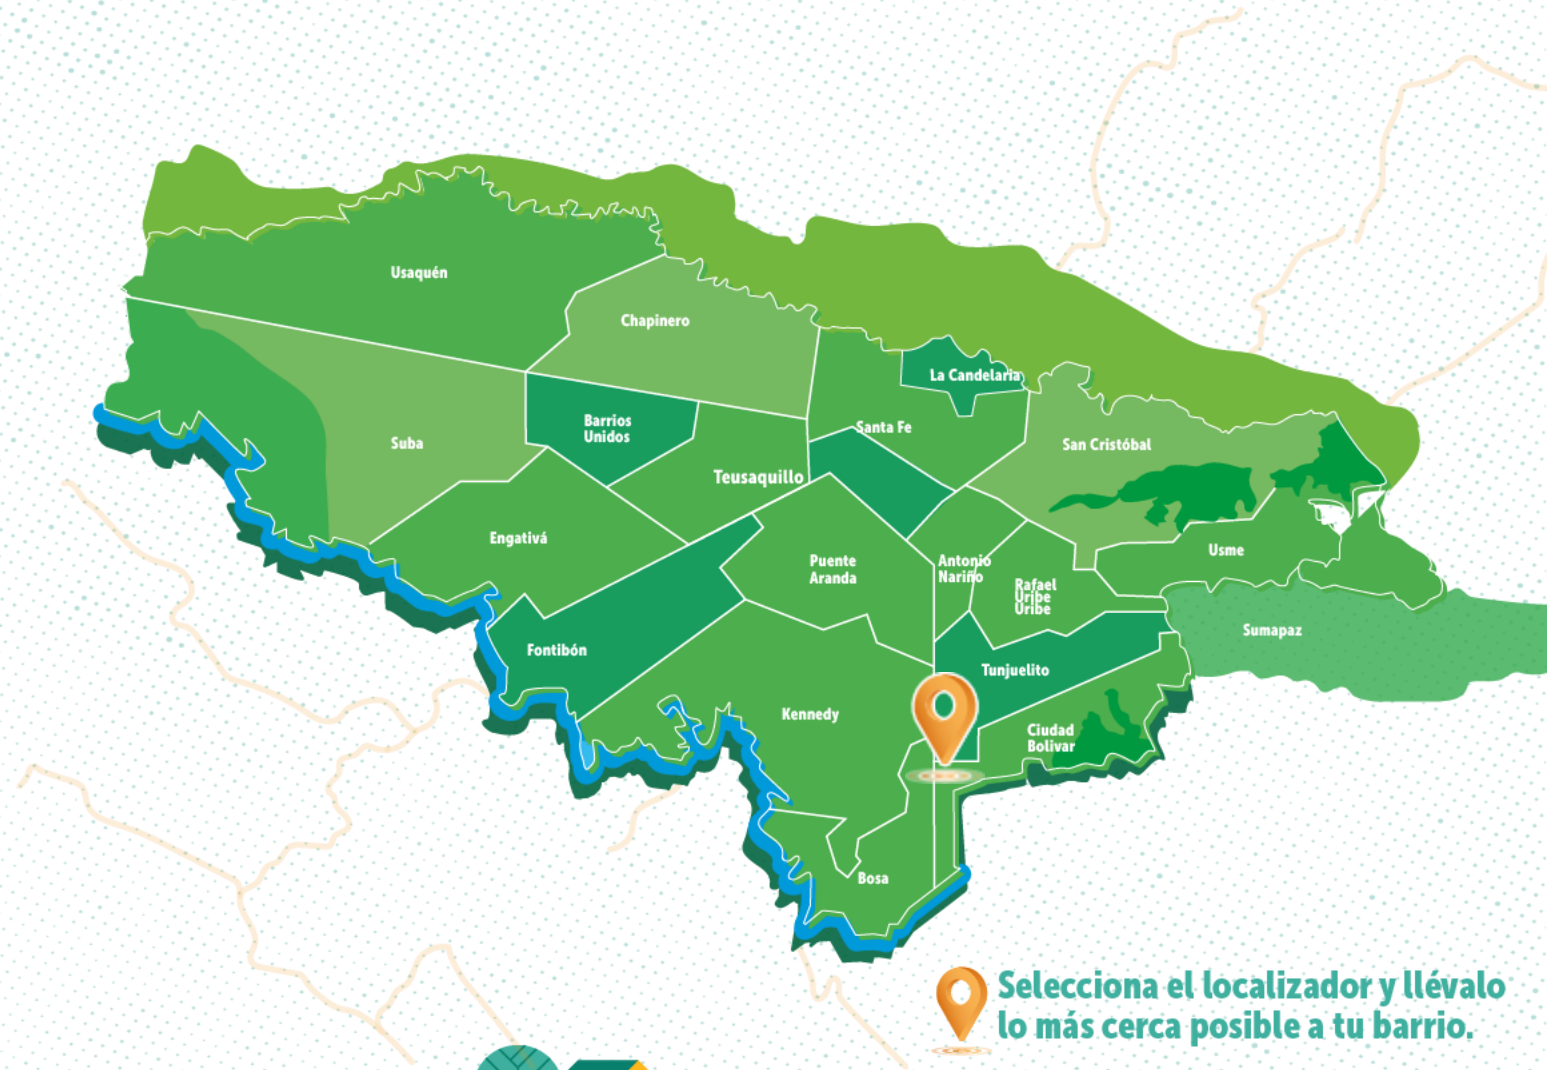 Usaquén
Chapinero
La Candelaria
Barrios
Unidos
Santa Fe
Suba
San Cristóbal
Teusaquillo
Engativá
Usme
Puente
Aranda
Antonio
Nariño
Rafael
Uribe
Uribe
Sumapaz
Fontibón
Tunjuelito
Kennedy
Ciudad
Bolivar
Bosa
Selecciona el localizador y llévalo
lo más cerca posible a tu barrio.